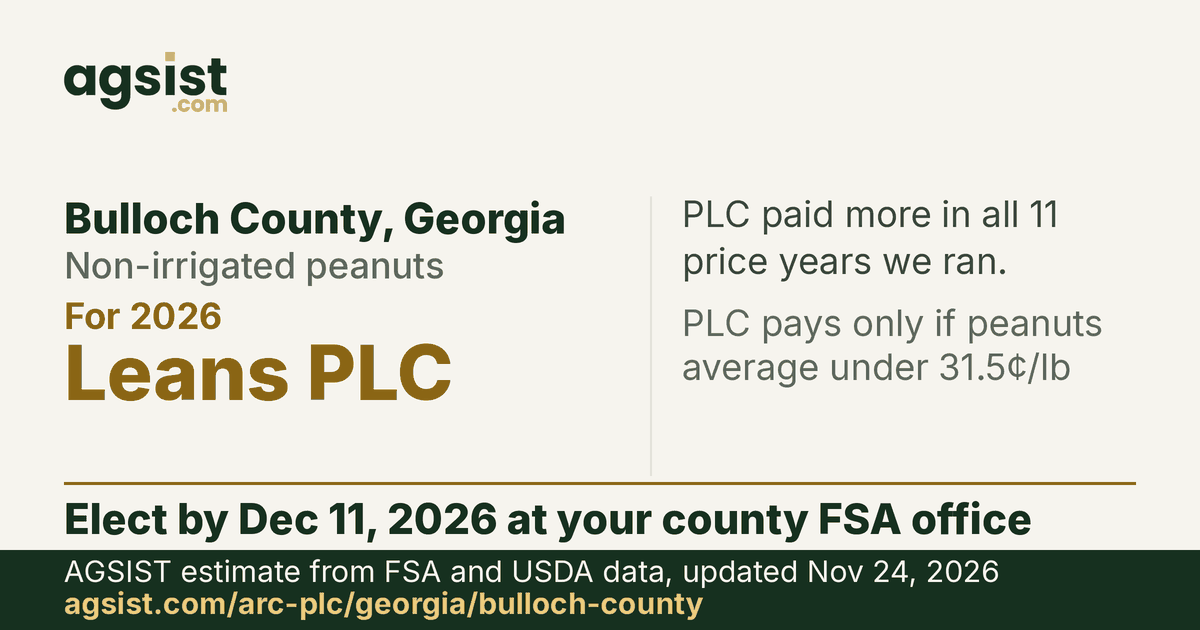 agsist
.com
Bulloch County, Georgia
Non-irrigated peanuts
For 2026
Leans PLC
PLC paid more in all 11
price years we ran.
PLC pays only if peanuts
average under 31.5¢/lb
Elect by Dec 11, 2026 at your county FSA office
AGSIST estimate from FSA and USDA data, updated Nov 24, 2026
agsist.com/arc-plc/georgia/bulloch-county